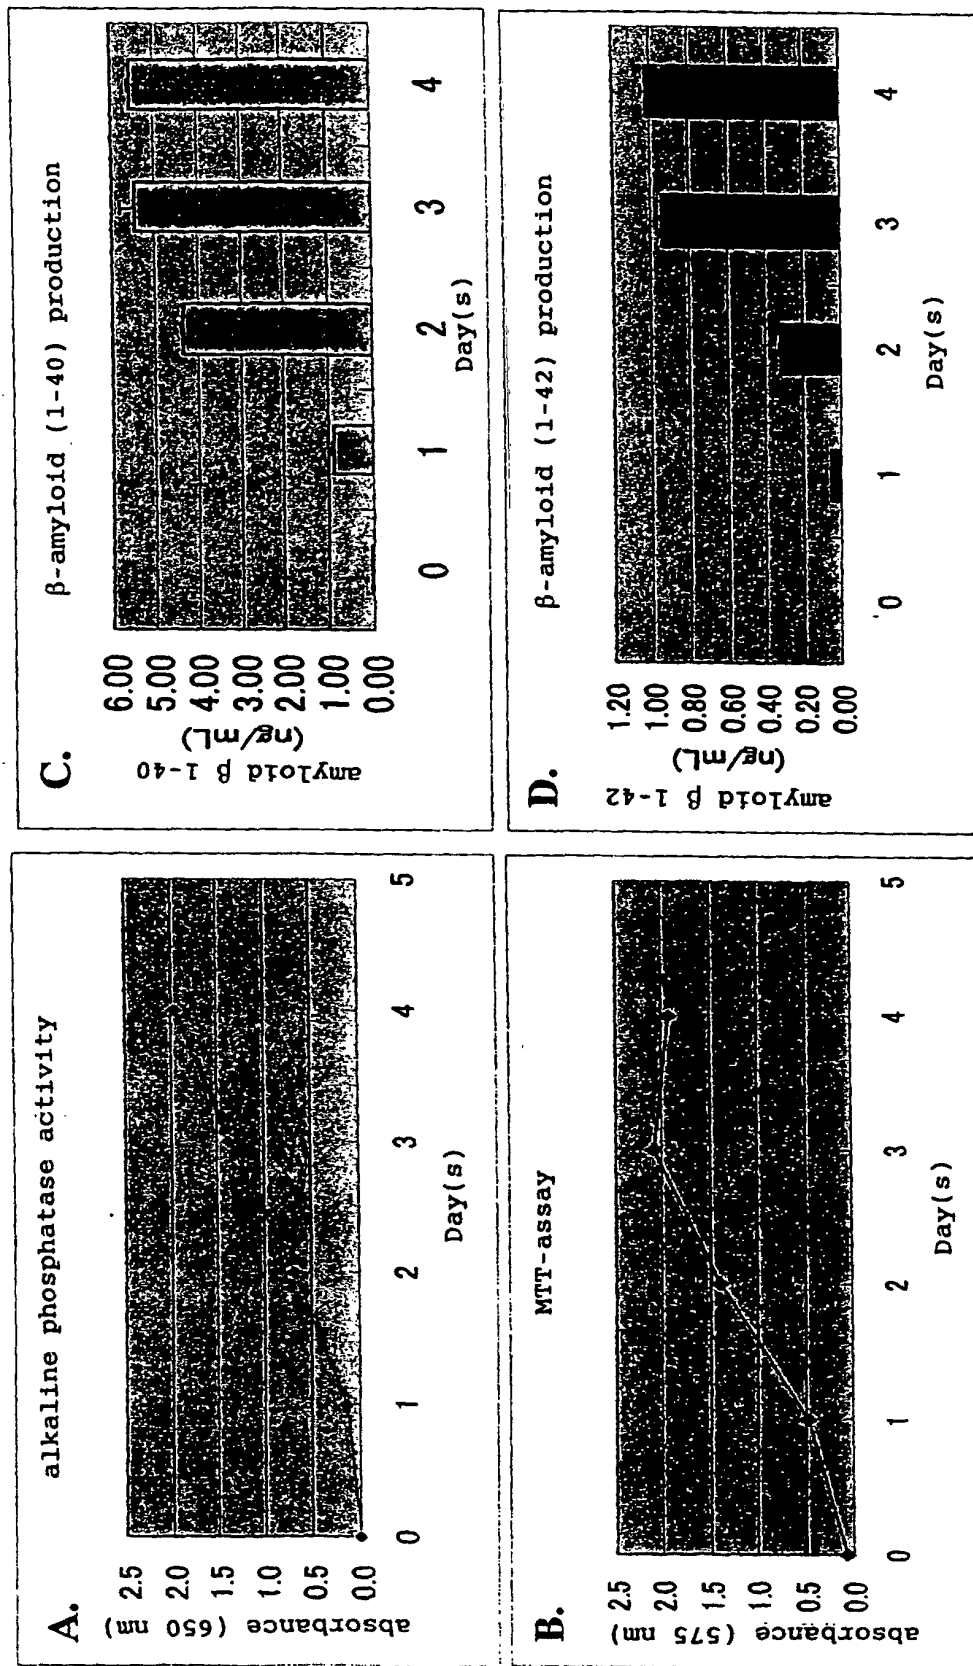 A.
alkaline phosphatase activity
absorbance (650 nm)
2.5
2.0
1.5
1.0
0.5
0.0
0 1 2 3 4 5
Day(s)
B.
MTT-assay
absorbance (575 nm)
2.5
2.0
1.5
1.0
0.5
0.0
0 1 2 3 4 5
Day(s)
C.
β-amyloid (1-40) production
amyloid β 1-40
(ng/mL)
6.00
5.00
4.00
3.00
2.00
1.00
0.00
0 1 2 3 4
Day(s)
D.
β-amyloid (1-42) production
amyloid β 1-42
(ng/mL)
1.20
1.00
0.80
0.60
0.40
0.20
0.00
0 1 2 3 4
Day(s)